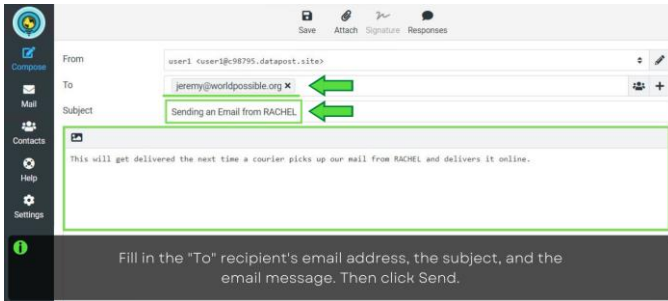 Save Attach Signature Responses
Compose
Mail
Contacts
Help
Settings
From user1 <user1@c98795.datapost.site>
To jeremy@worldpossible.org ×
Subject Sending an Email from RACHEL
This will get delivered the next time a courier picks up our mail from RACHEL and delivers it online.
Fill in the "To" recipient's email address, the subject, and the
email message. Then click Send.